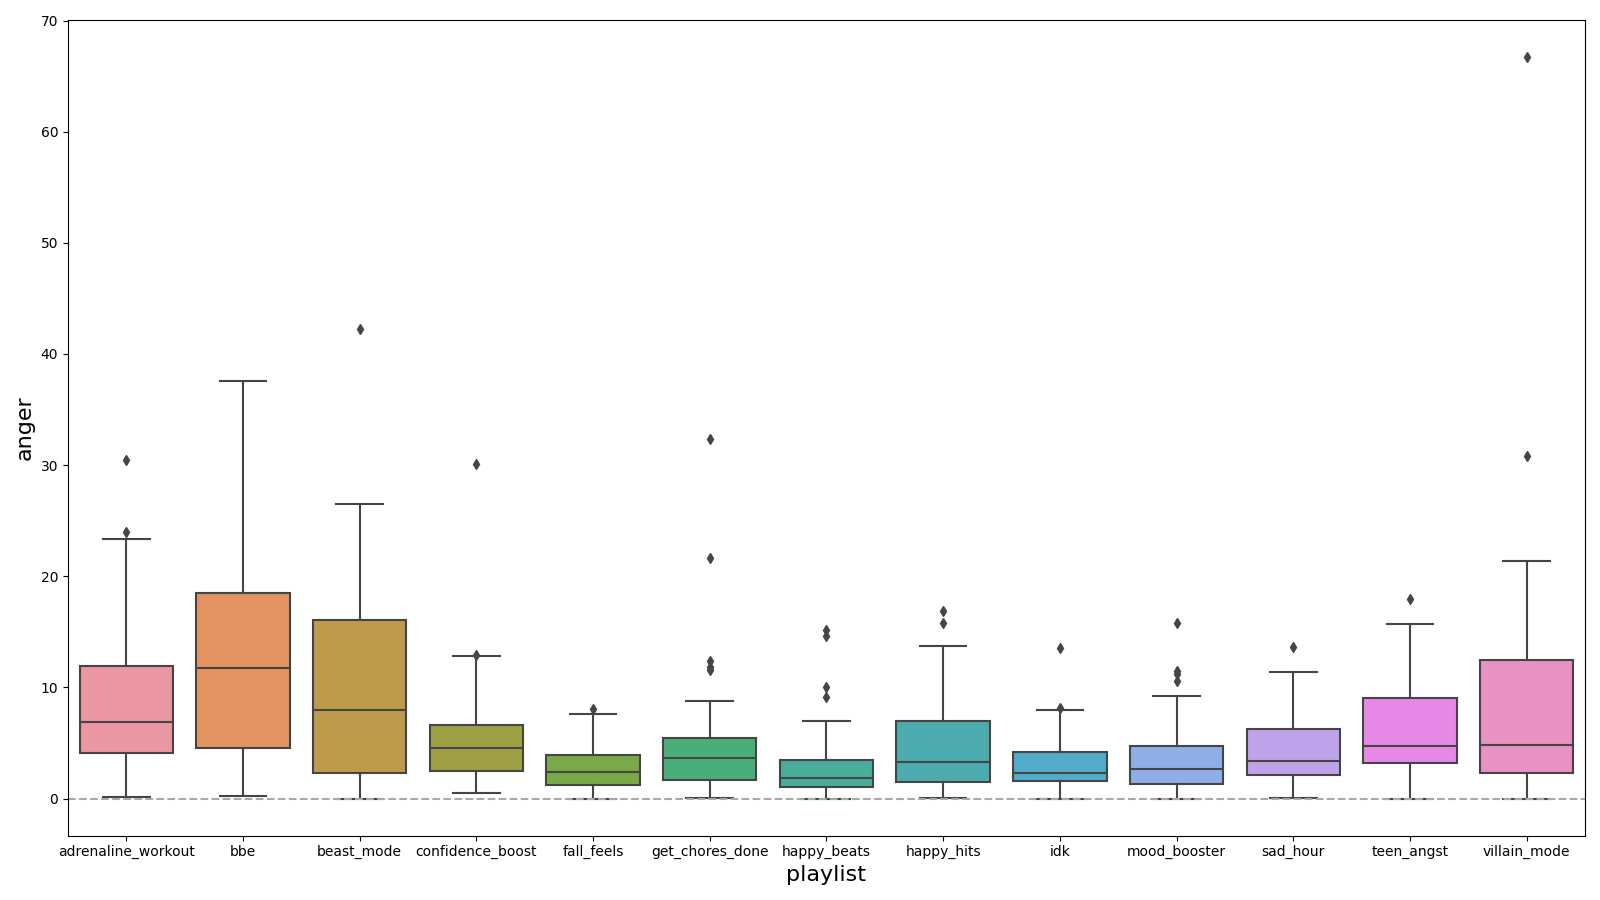 70
60
50
40
30
20
10
0
anger
adrenaline_workout bbe beast_mode confidence_boost fall_feels get_chores_done happy_beats happy_hits idk mood_booster sad_hour teen_angst villain_mode
playlist